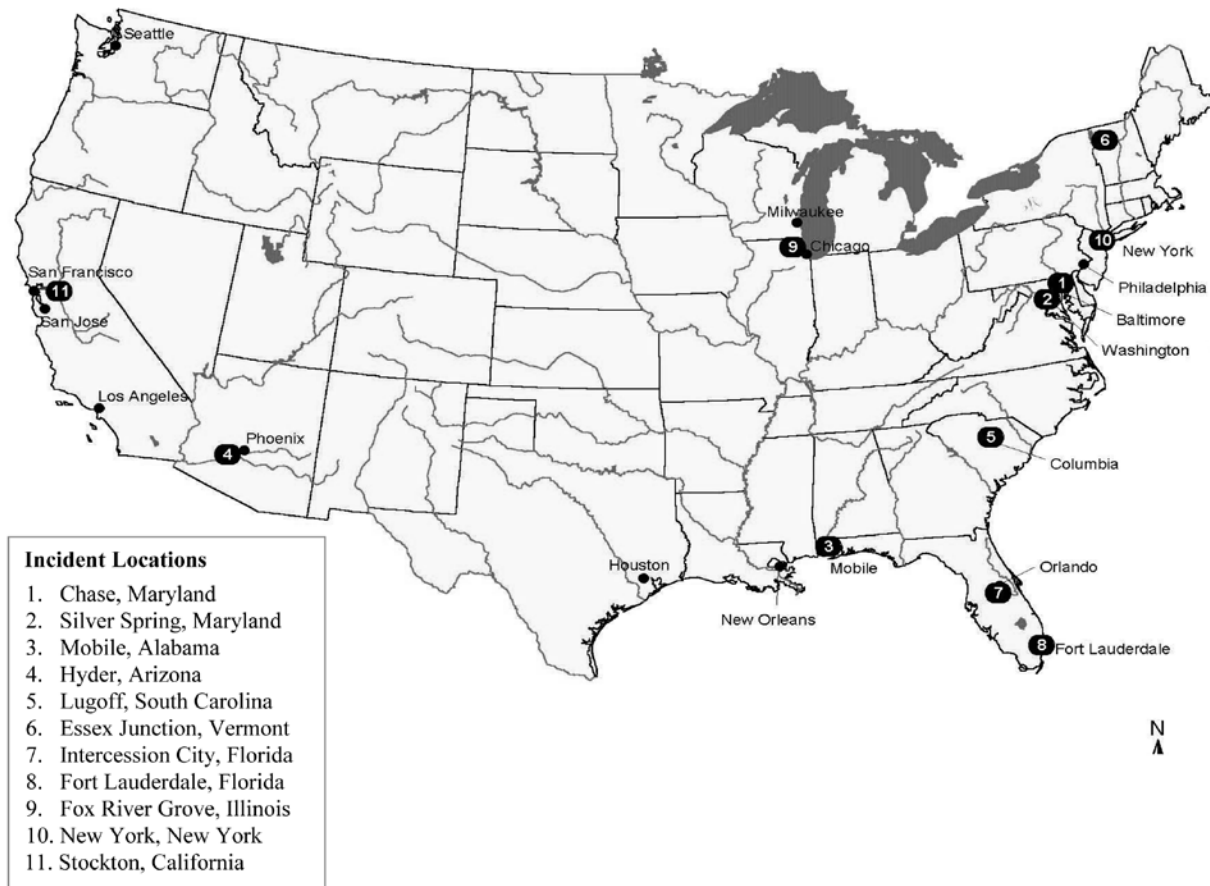 Seattle
6
Milwaukee
9 Chicago
10
New York
San Francisco
11
San Jose
1
2
Philadelphia
Baltimore
Washington
Los Angeles
Phoenix
4
5
Columbia
3
Mobile
Houston
New Orleans
Orlando
7
8 Fort Lauderdale
N
Incident Locations
1. Chase, Maryland
2. Silver Spring, Maryland
3. Mobile, Alabama
4. Hyder, Arizona
5. Lugoff, South Carolina
6. Essex Junction, Vermont
7. Intercession City, Florida
8. Fort Lauderdale, Florida
9. Fox River Grove, Illinois
10. New York, New York
11. Stockton, California